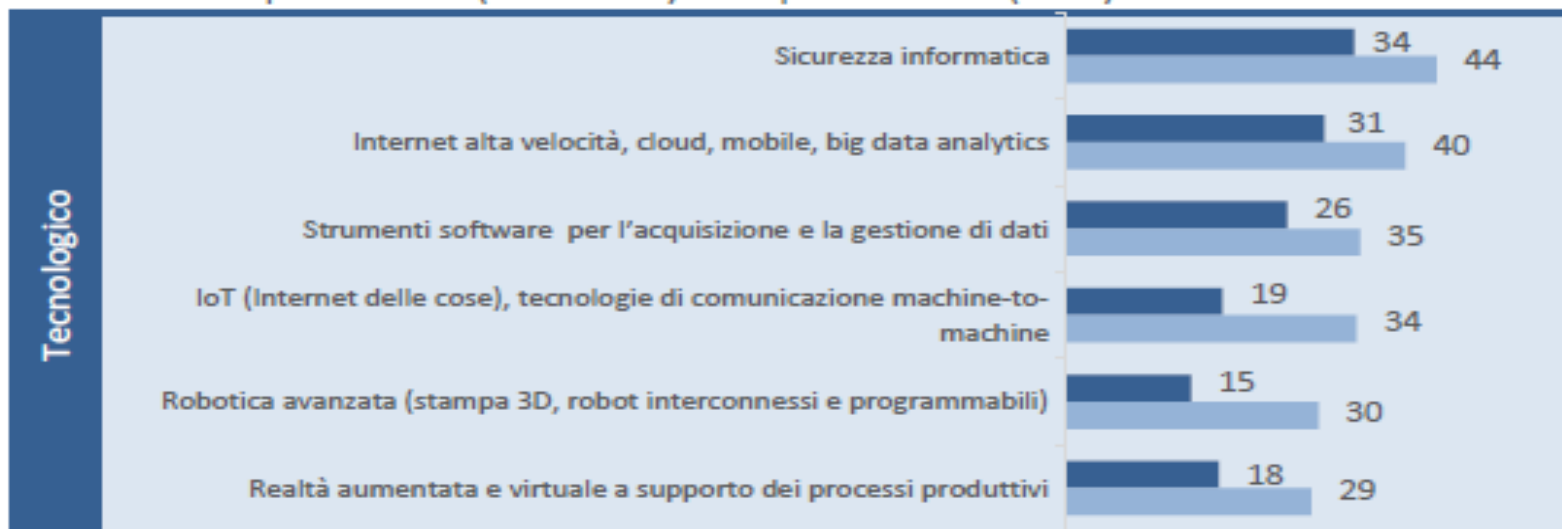 Tecnologico
Sicurezza informatica
34
44
Internet alta velocità, cloud, mobile, big data analytics
31
40
Strumenti software per l'acquisizione e la gestione di dati
26
35
IoT (Internet delle cose), tecnologie di comunicazione machine-to-
machine
19
34
Robotica avanzata (stampa 3D, robot interconnessi e programmabili)
15
30
Realtà aumentata e virtuale a supporto dei processi produttivi
18
29